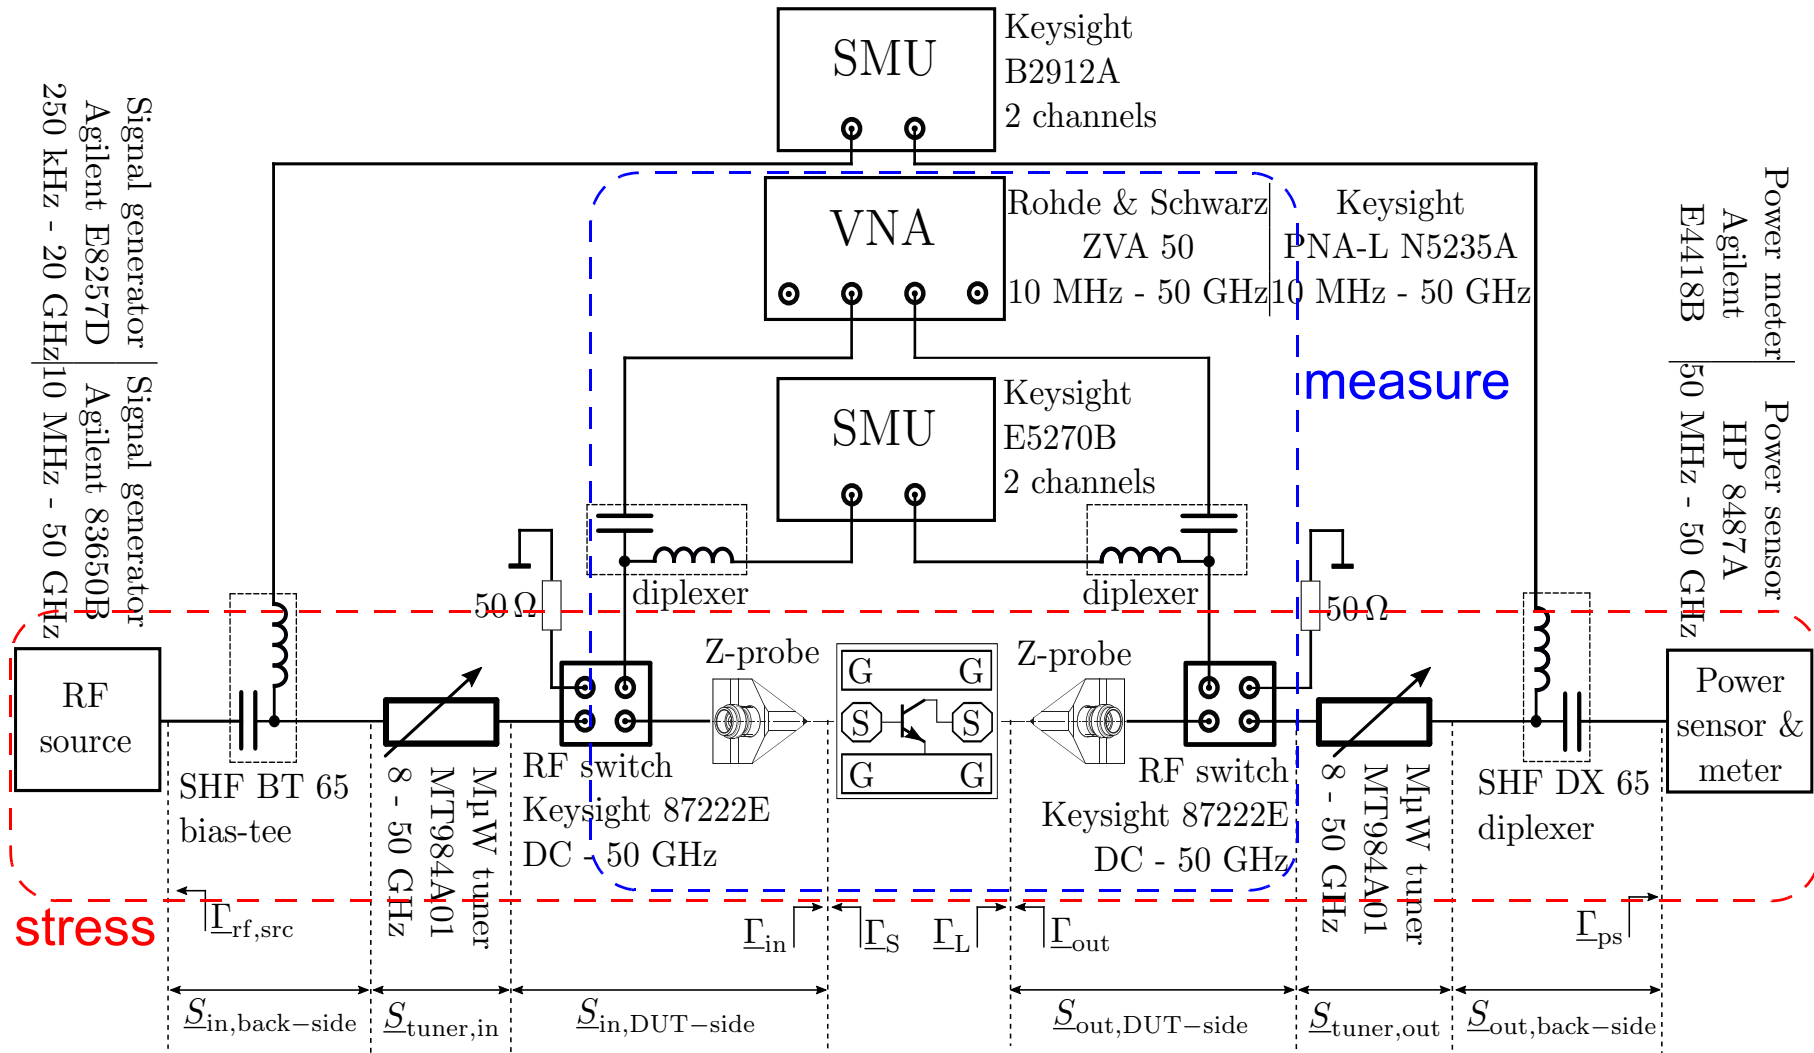 SMU
Keysight
B2912A
2 channels
Signal generator
Agilent E8257D
250 kHz - 20 GHz
Signal generator
Agilent 83650B
10 MHz - 50 GHz
VNA
Rohde & Schwarz
ZVA 50
10 MHz - 50 GHz
Keysight
PNA-L N5235A
10 MHz - 50 GHz
Power meter
Agilent
E4418B
Power sensor
HP 8487A
50 MHz - 50 GHz
measure
SMU
Keysight
E5270B
2 channels
diplexer
diplexer
50 Ω
50 Ω
RF
source
SHF BT 65
bias-tee
MµW tuner
MT984A01
8 - 50 GHz
RF switch
Keysight 87222E
DC - 50 GHz
Z-probe
G G
S S
G G
Z-probe
RF switch
Keysight 87222E
DC - 50 GHz
MµW tuner
MT984A01
8 - 50 GHz
SHF DX 65
diplexer
Power
sensor &
meter
stress
Γrf,src
Γin
ΓS
ΓL
Γout
Γps
Sin,back−side
Stuner,in
Sin,DUT−side
Sout,DUT−side
Stuner,out
Sout,back−side